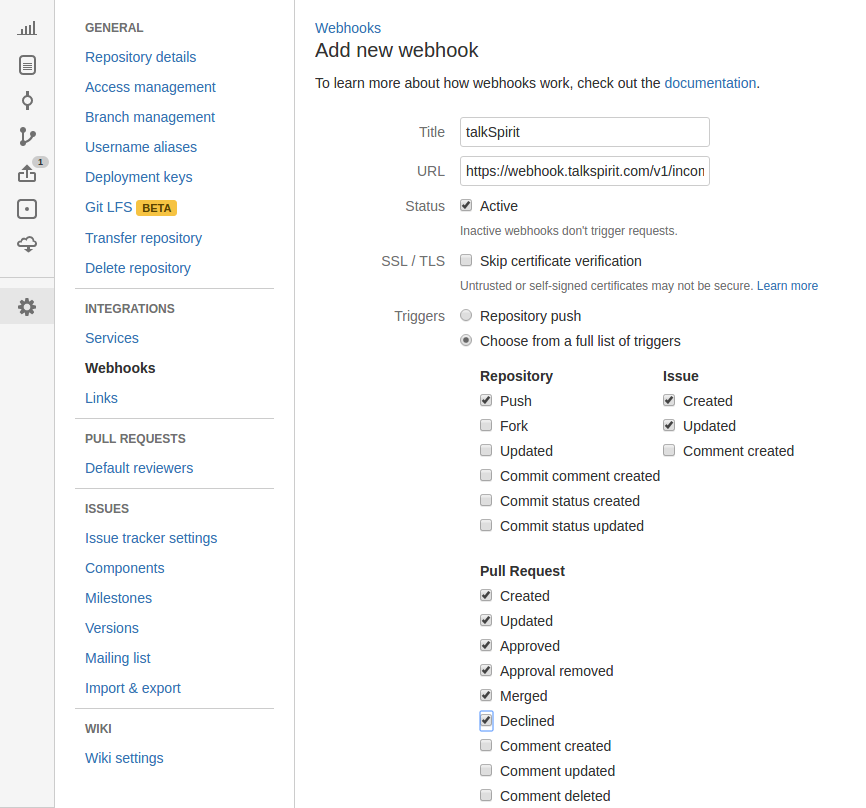 1
GENERAL
Repository details
Access management
Branch management
Username aliases
Deployment keys
Git LFS BETA
Transfer repository
Delete repository
INTEGRATIONS
Services
Webhooks
Links
PULL REQUESTS
Default reviewers
ISSUES
Issue tracker settings
Components
Milestones
Versions
Mailing list
Import & export
WIKI
Wiki settings
Webhooks
Add new webhook
To learn more about how webhooks work, check out the documentation.
Title talkSpirit
URL https://webhook.talkspirit.com/v1/incom
Status Active
Inactive webhooks don't trigger requests.
SSL / TLS Skip certificate verification
Untrusted or self-signed certificates may not be secure. Learn more
Triggers Repository push
Choose from a full list of triggers
Repository
Push
Fork
Updated
Commit comment created
Commit status created
Commit status updated
Issue
Created
Updated
Comment created
Pull Request
Created
Updated
Approved
Approval removed
Merged
Declined
Comment created
Comment updated
Comment deleted